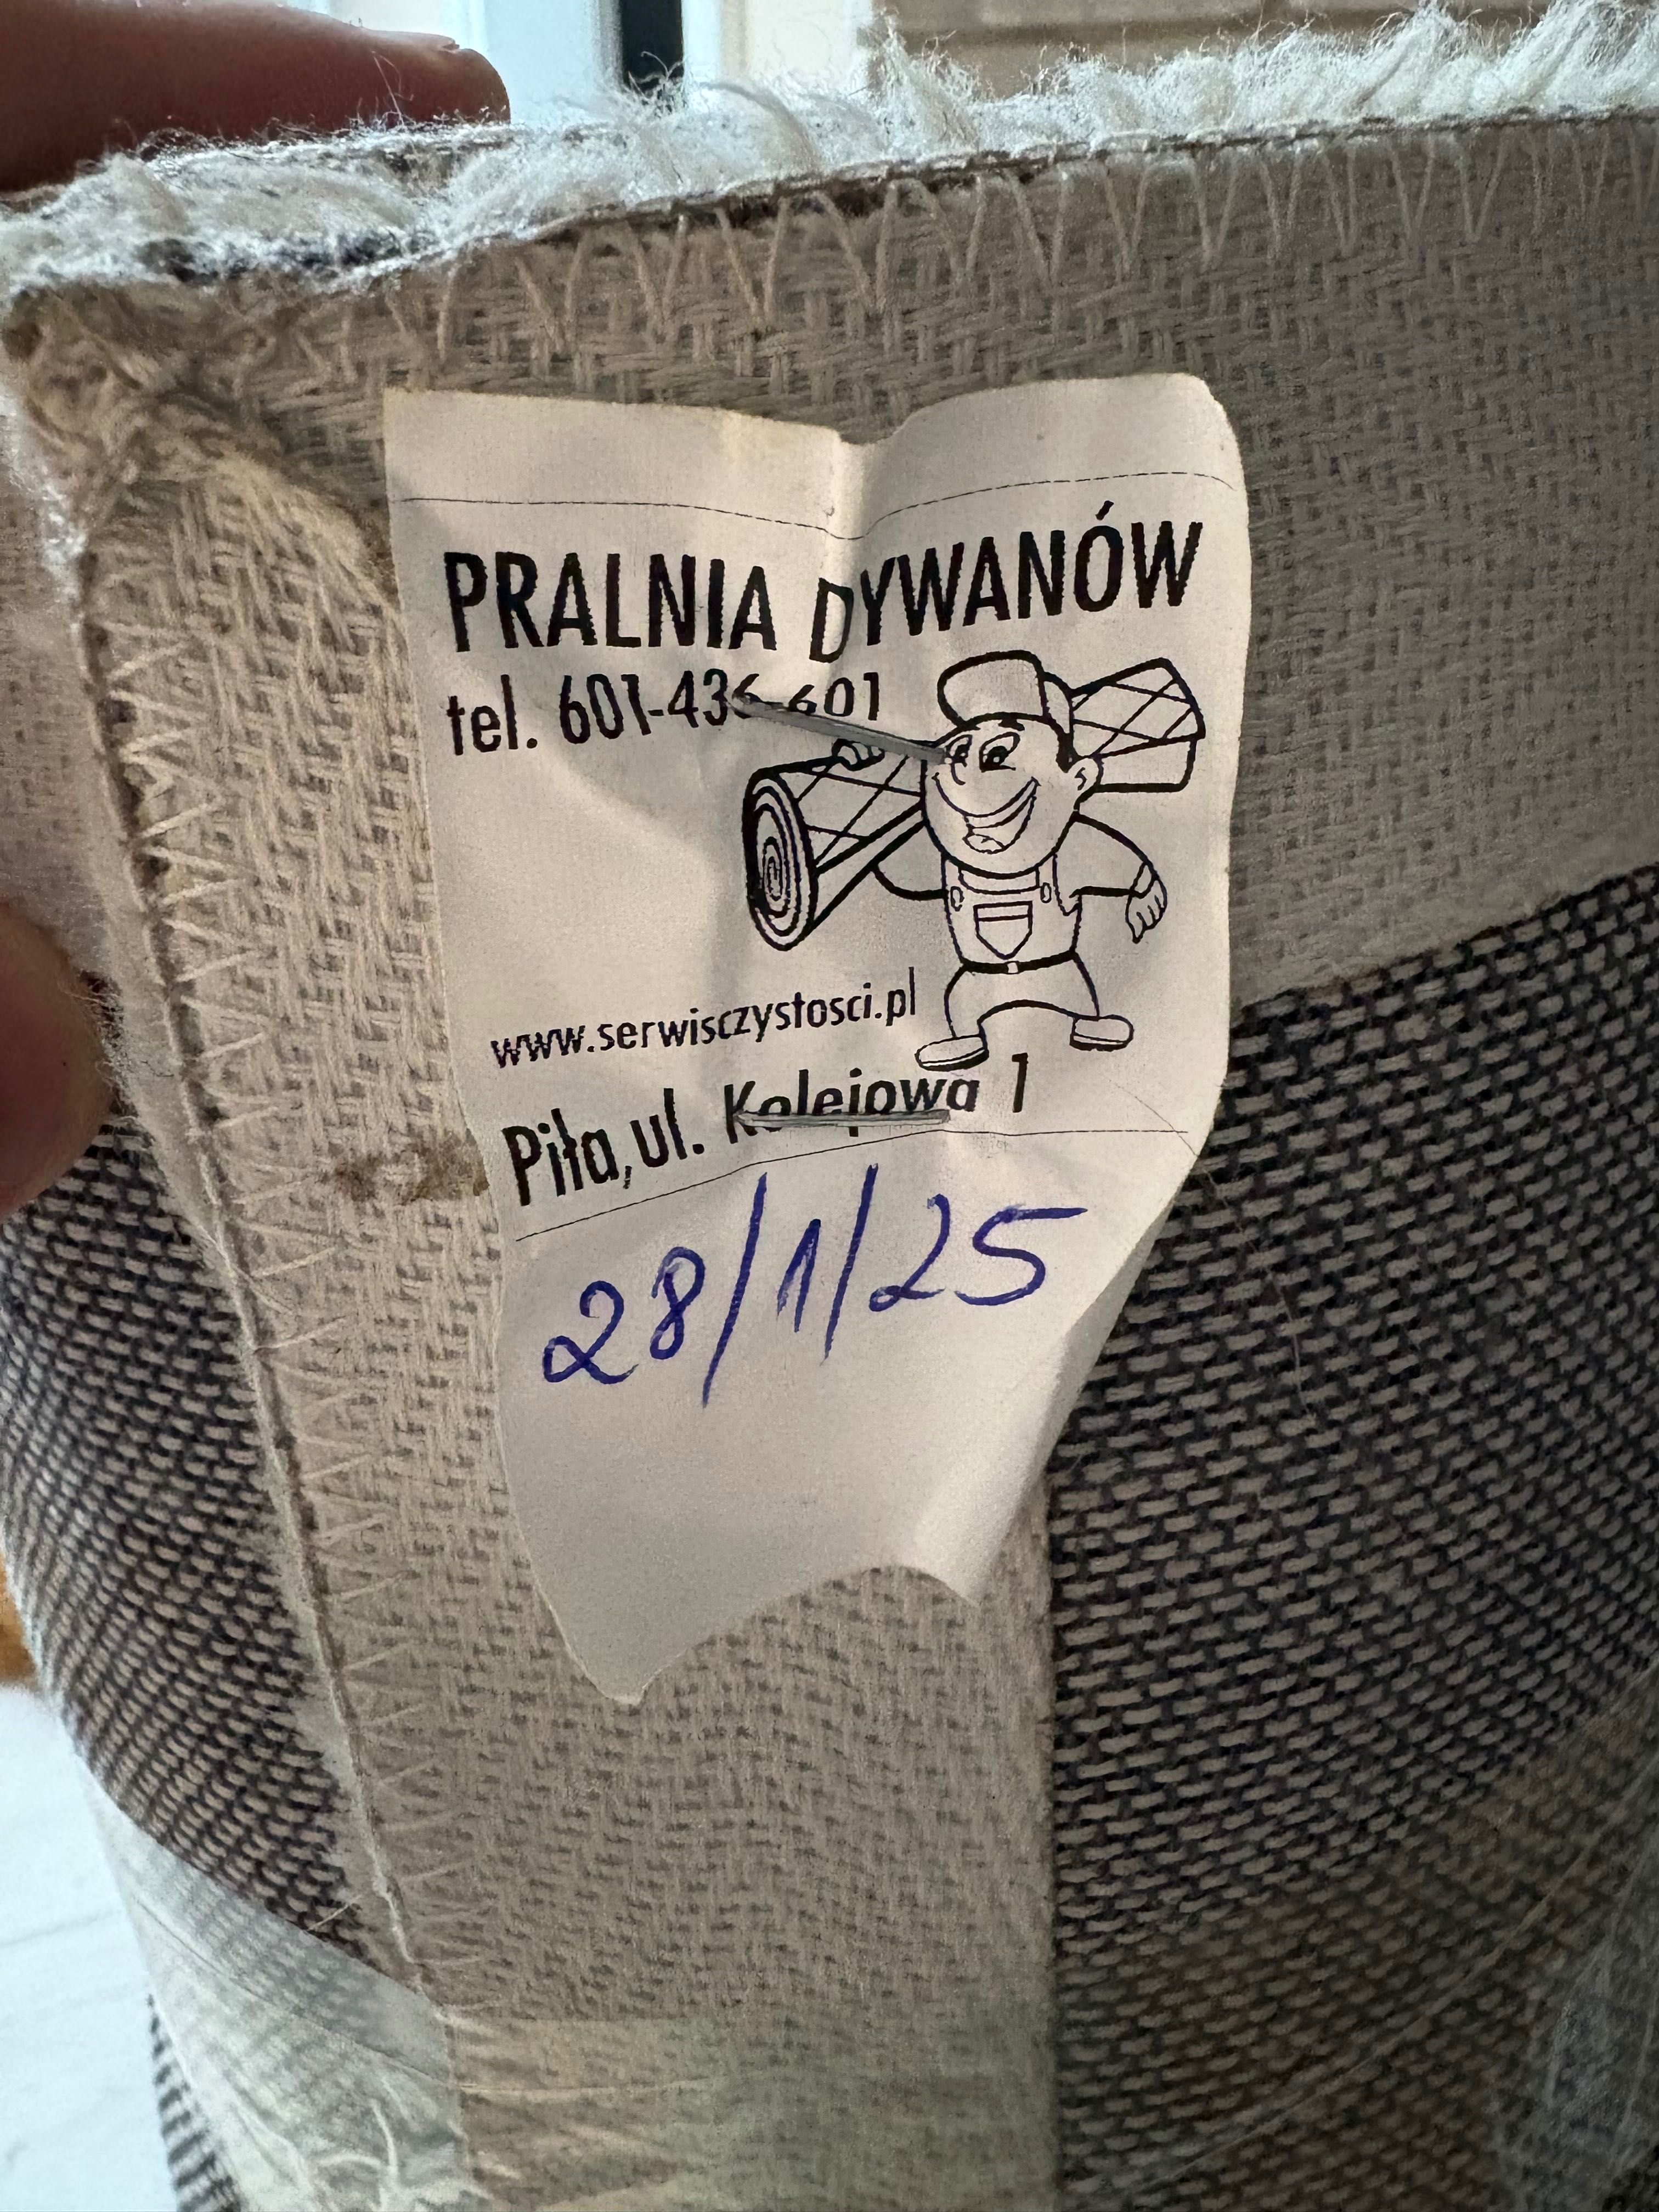 PRALNIA DYWANÓW
tel. 601-436-601
www.serwisczystosci.pl
Piła, ul. Kolejowa 1
28/1/25